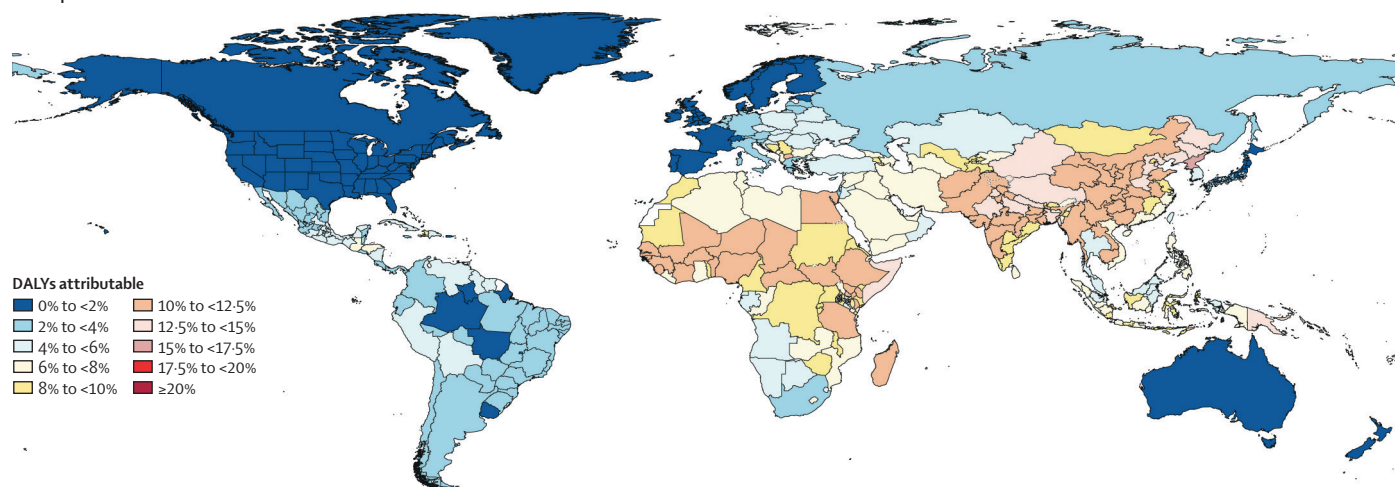 DALYs attributable
0% to <2%
2% to <4%
4% to <6%
6% to <8%
8% to <10%
10% to <12·5%
12·5% to <15%
15% to <17·5%
17·5% to <20%
≥20%